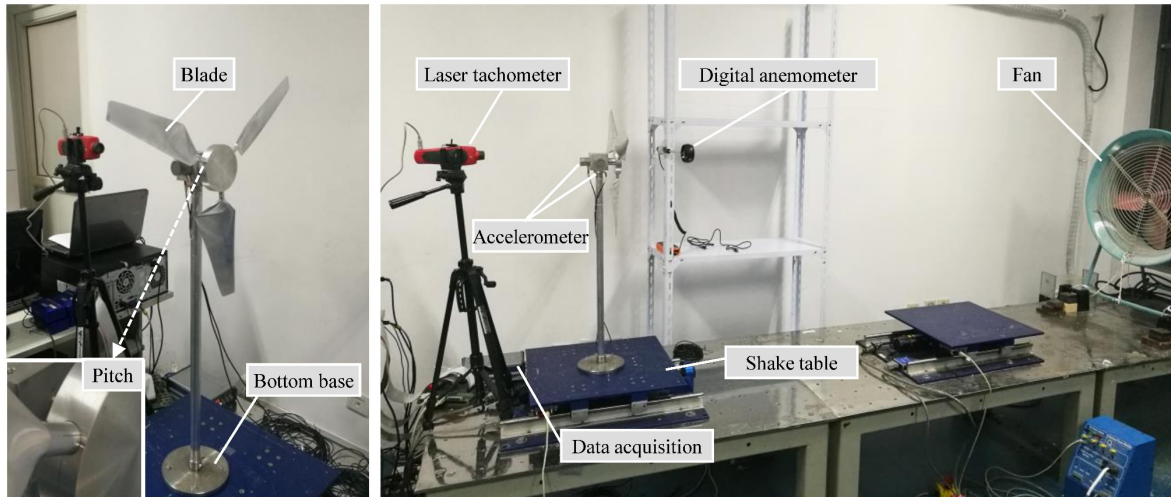 Blade
Pitch
Bottom base
Laser tachometer
Digital anemometer
Fan
Accelerometer
Shake table
Data acquisition